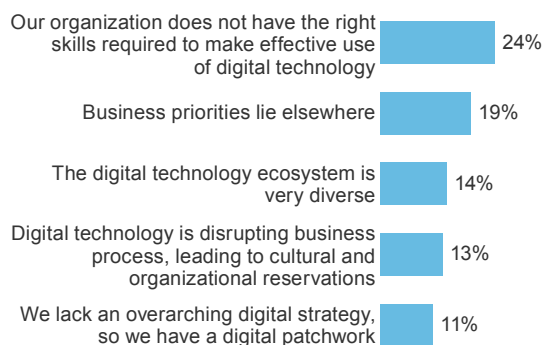 Our organization does not have the right
skills required to make effective use
of digital technology
24%
Business priorities lie elsewhere
19%
The digital technology ecosystem is
very diverse
14%
Digital technology is disrupting business
process, leading to cultural and
organizational reservations
13%
We lack an overarching digital strategy,
so we have a digital patchwork
11%